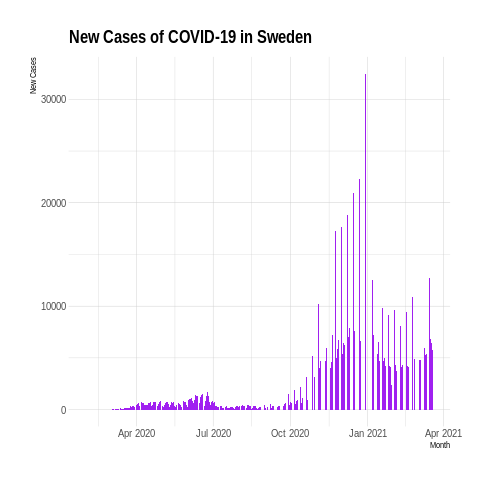 New Cases of COVID-19 in Sweden
New Cases
30000
20000
10000
0
Apr 2020
Jul 2020
Oct 2020
Jan 2021
Apr 2021
Month